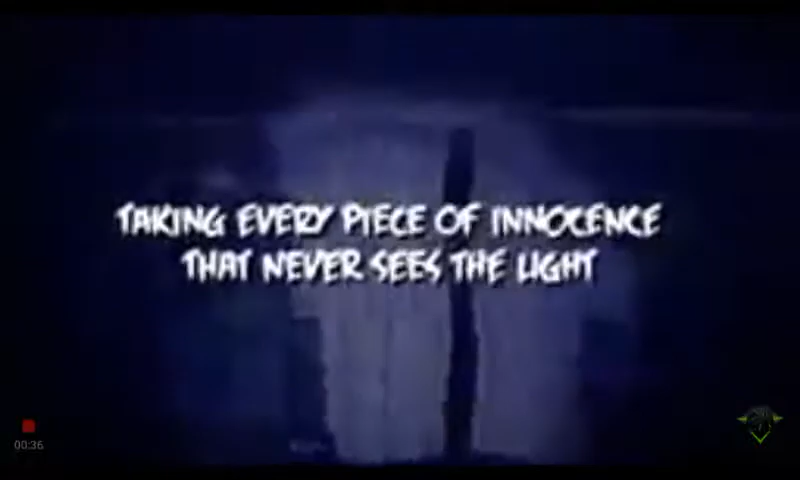 TAKING EVERY PIECE OF INNOCENCE
THAT NEVER SEES THE LIGHT
00:36